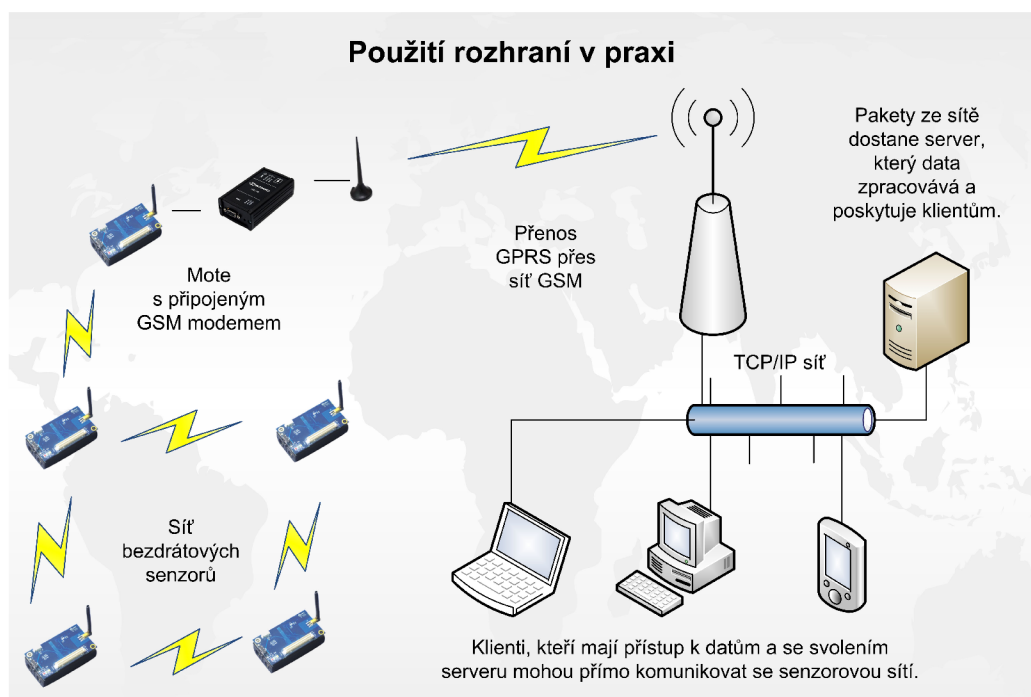 Použití rozhraní v praxi
Pakety ze sítě
dostane server,
který data
zpracovává a
poskytuje klientům.
Přenos
GPRS přes
síť GSM
Mote
s připojeným
GSM modemem
TCP/IP síť
Síť
bezdrátových
senzorů
Klienti, kteří mají přístup k datům a se svolením
serveru mohou přímo komunikovat se senzorovou sítí.